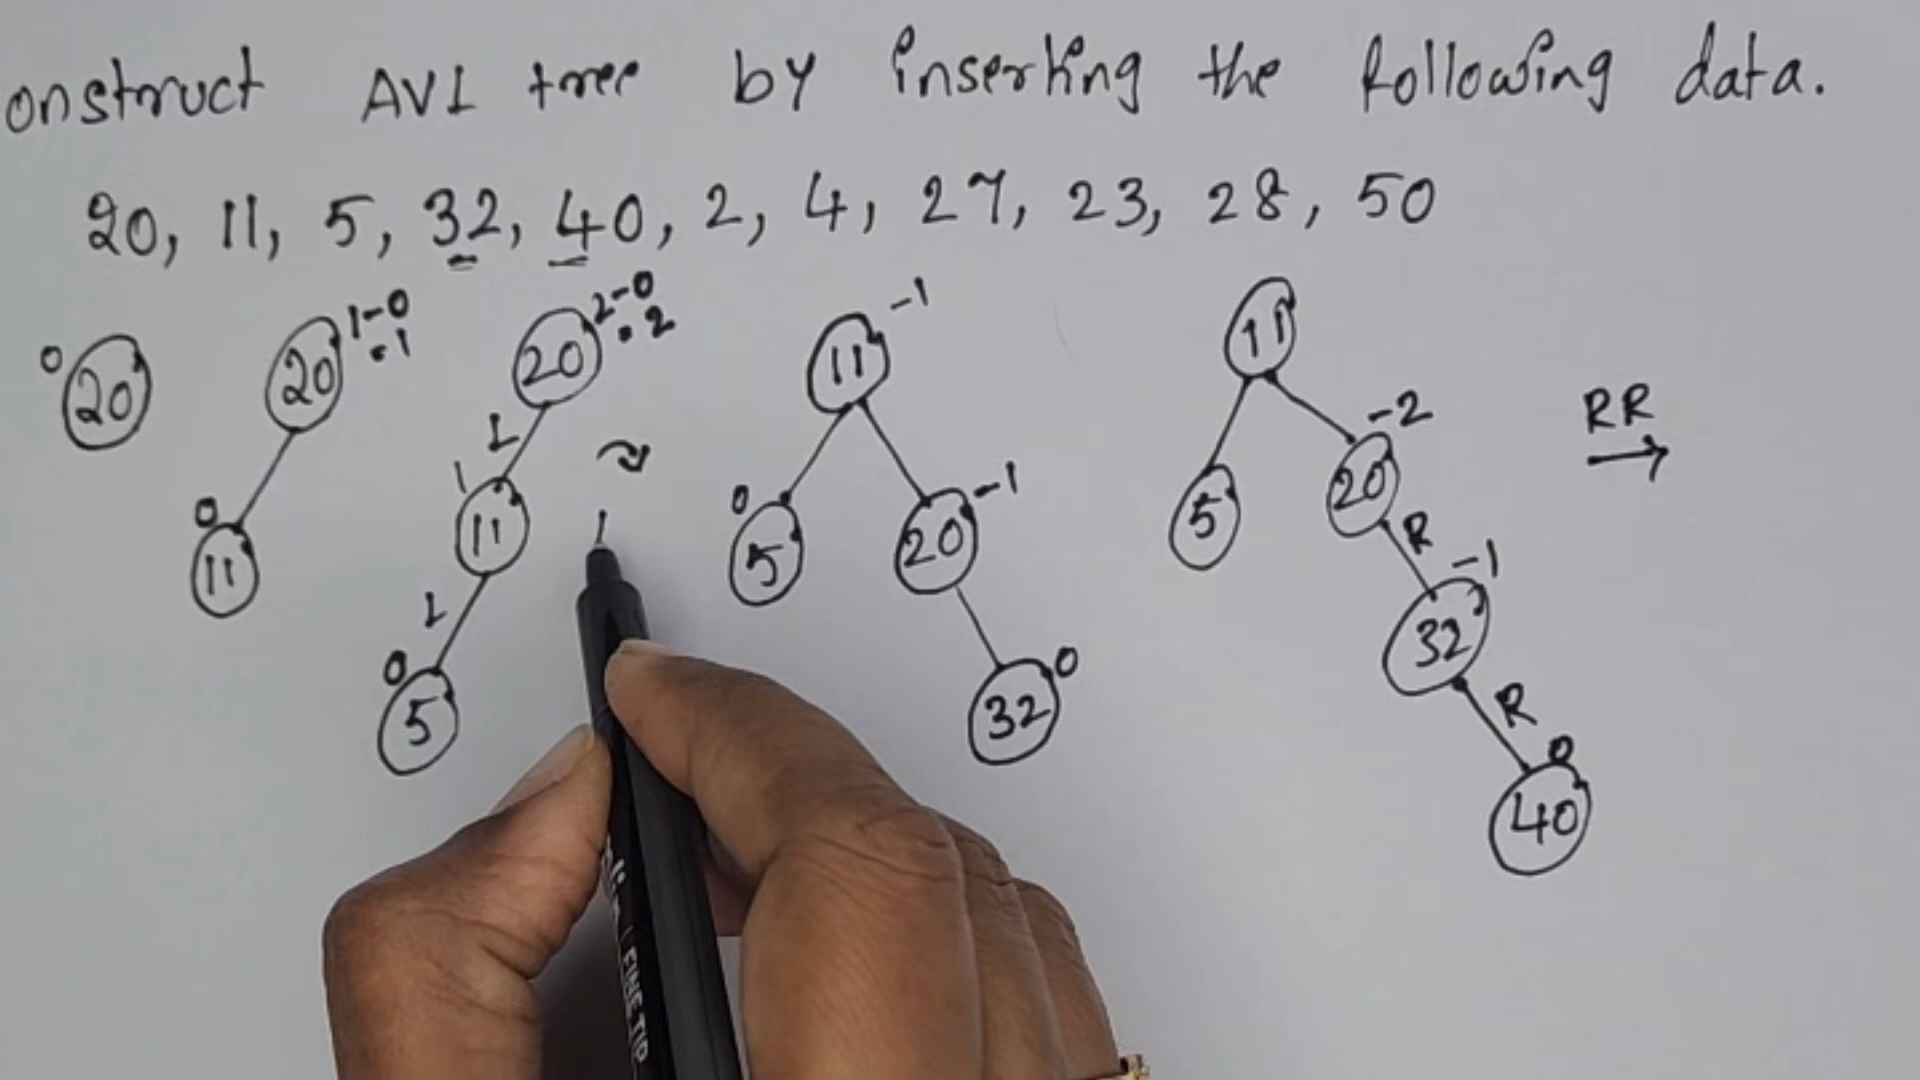 onstruct AVL tree by inserting the following data.
20, 11, 5, 32, 40, 2, 4, 27, 23, 28, 50
0 20
20 1-0 .1
0 11
20 2-0 .2
L
1 11
L
0 5
11 -1
0 5
20 -1
32 0
11
5
20 -2
R
32 -1
R
40 0
RR
FINE TIP